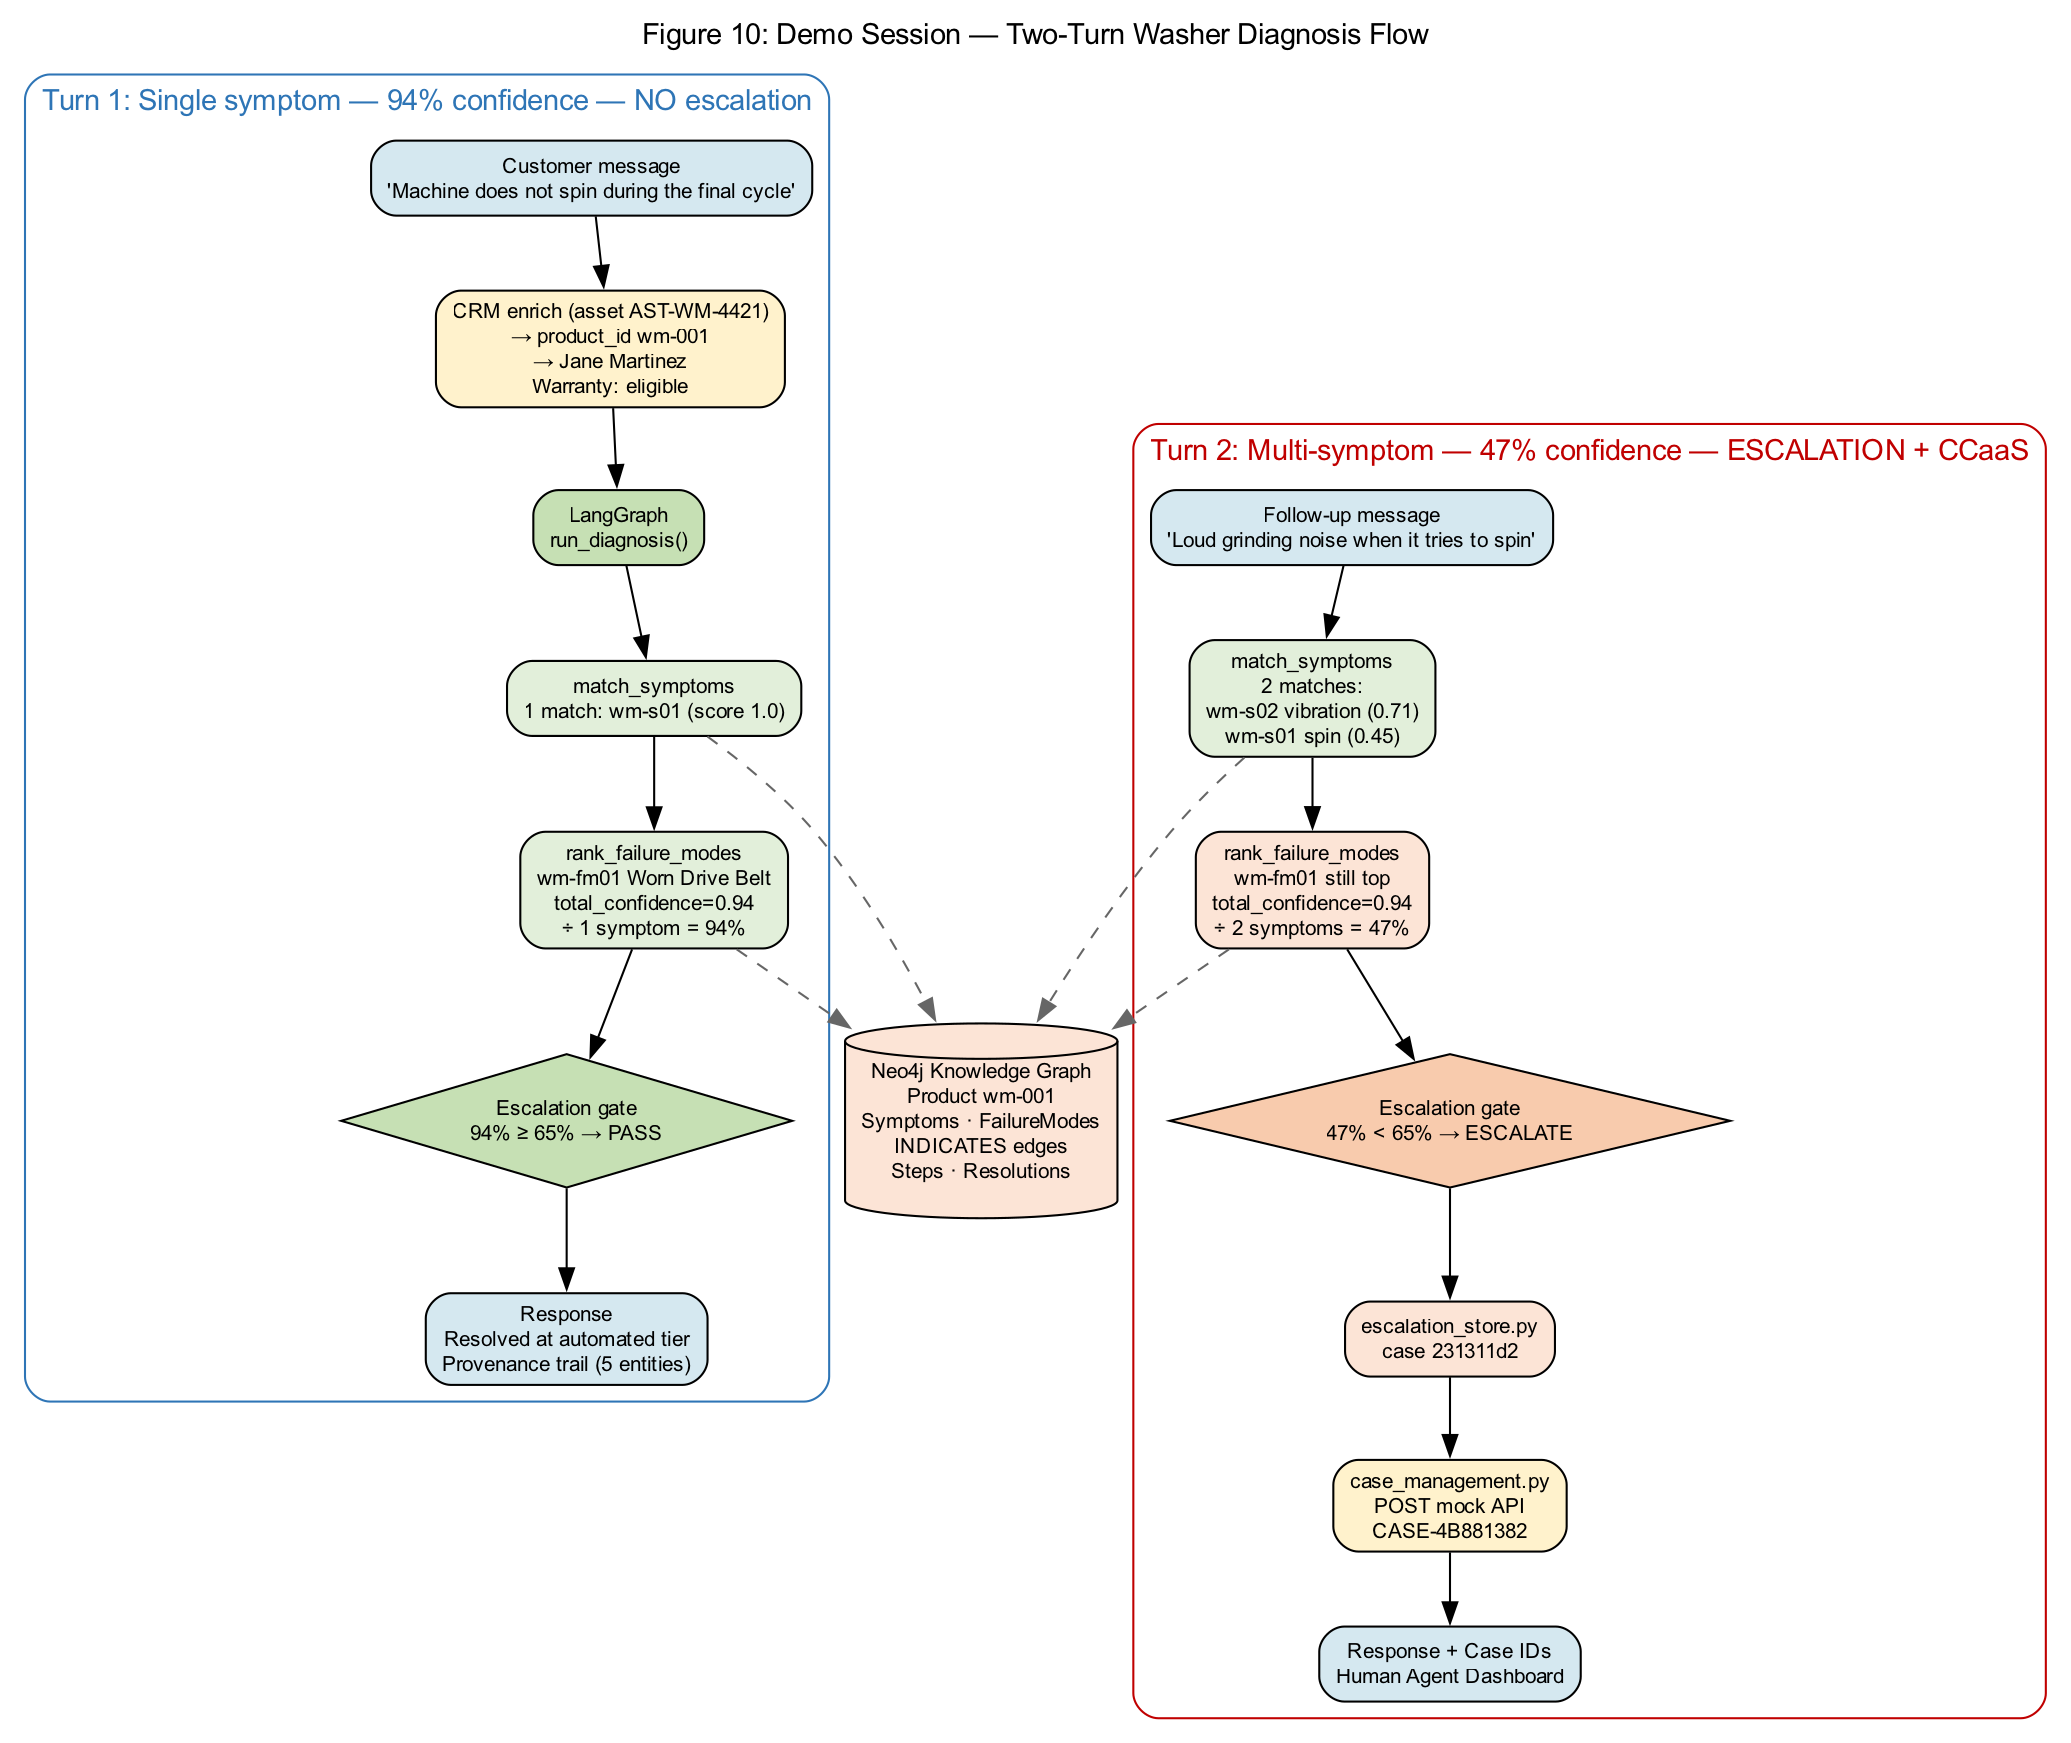 Figure 10: Demo Session — Two-Turn Washer Diagnosis Flow
Turn 1: Single symptom — 94% confidence — NO escalation
Customer message
'Machine does not spin during the final cycle'
CRM enrich (asset AST-WM-4421)
→ product_id wm-001
→ Jane Martinez
Warranty: eligible
LangGraph
run_diagnosis()
match_symptoms
1 match: wm-s01 (score 1.0)
rank_failure_modes
wm-fm01 Worn Drive Belt
total_confidence=0.94
÷ 1 symptom = 94%
Escalation gate
94% ≥ 65% → PASS
Response
Resolved at automated tier
Provenance trail (5 entities)
Neo4j Knowledge Graph
Product wm-001
Symptoms · FailureModes
INDICATES edges
Steps · Resolutions
Turn 2: Multi-symptom — 47% confidence — ESCALATION + CCaaS
Follow-up message
'Loud grinding noise when it tries to spin'
match_symptoms
2 matches:
wm-s02 vibration (0.71)
wm-s01 spin (0.45)
rank_failure_modes
wm-fm01 still top
total_confidence=0.94
÷ 2 symptoms = 47%
Escalation gate
47% < 65% → ESCALATE
escalation_store.py
case 231311d2
case_management.py
POST mock API
CASE-4B881382
Response + Case IDs
Human Agent Dashboard